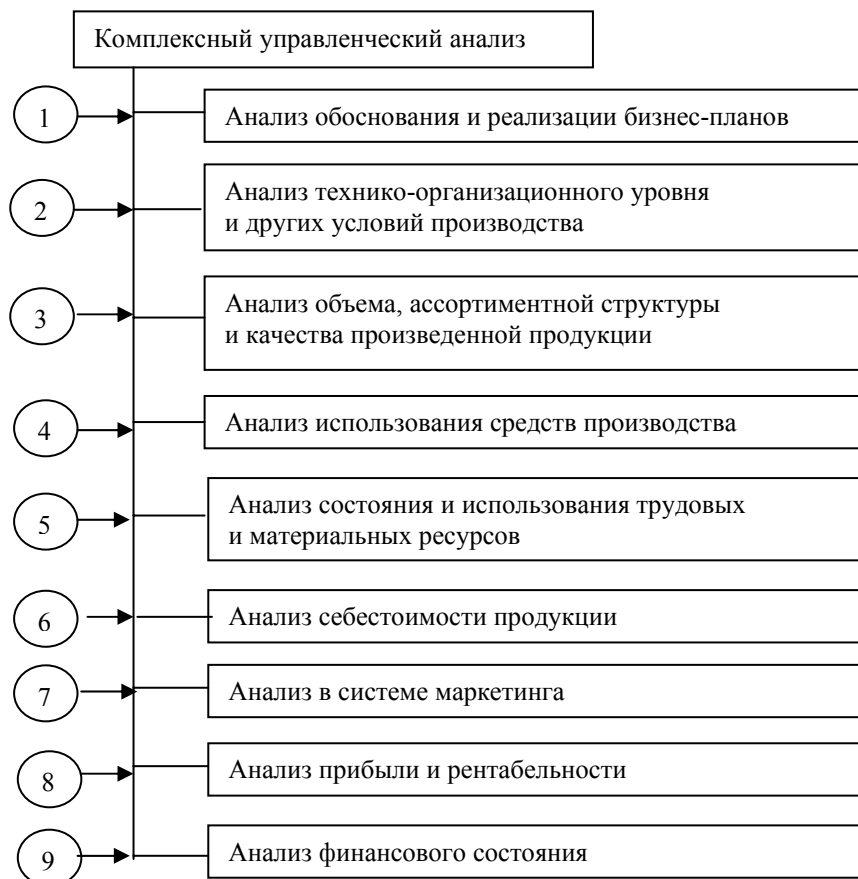 Комплексный управленческий анализ
1
Анализ обоснования и реализации бизнес-планов
2
Анализ технико-организационного уровня
и других условий производства
3
Анализ объема, ассортиментной структуры
и качества произведенной продукции
4
Анализ использования средств производства
5
Анализ состояния и использования трудовых
и материальных ресурсов
6
Анализ себестоимости продукции
7
Анализ в системе маркетинга
8
Анализ прибыли и рентабельности
9
Анализ финансового состояния